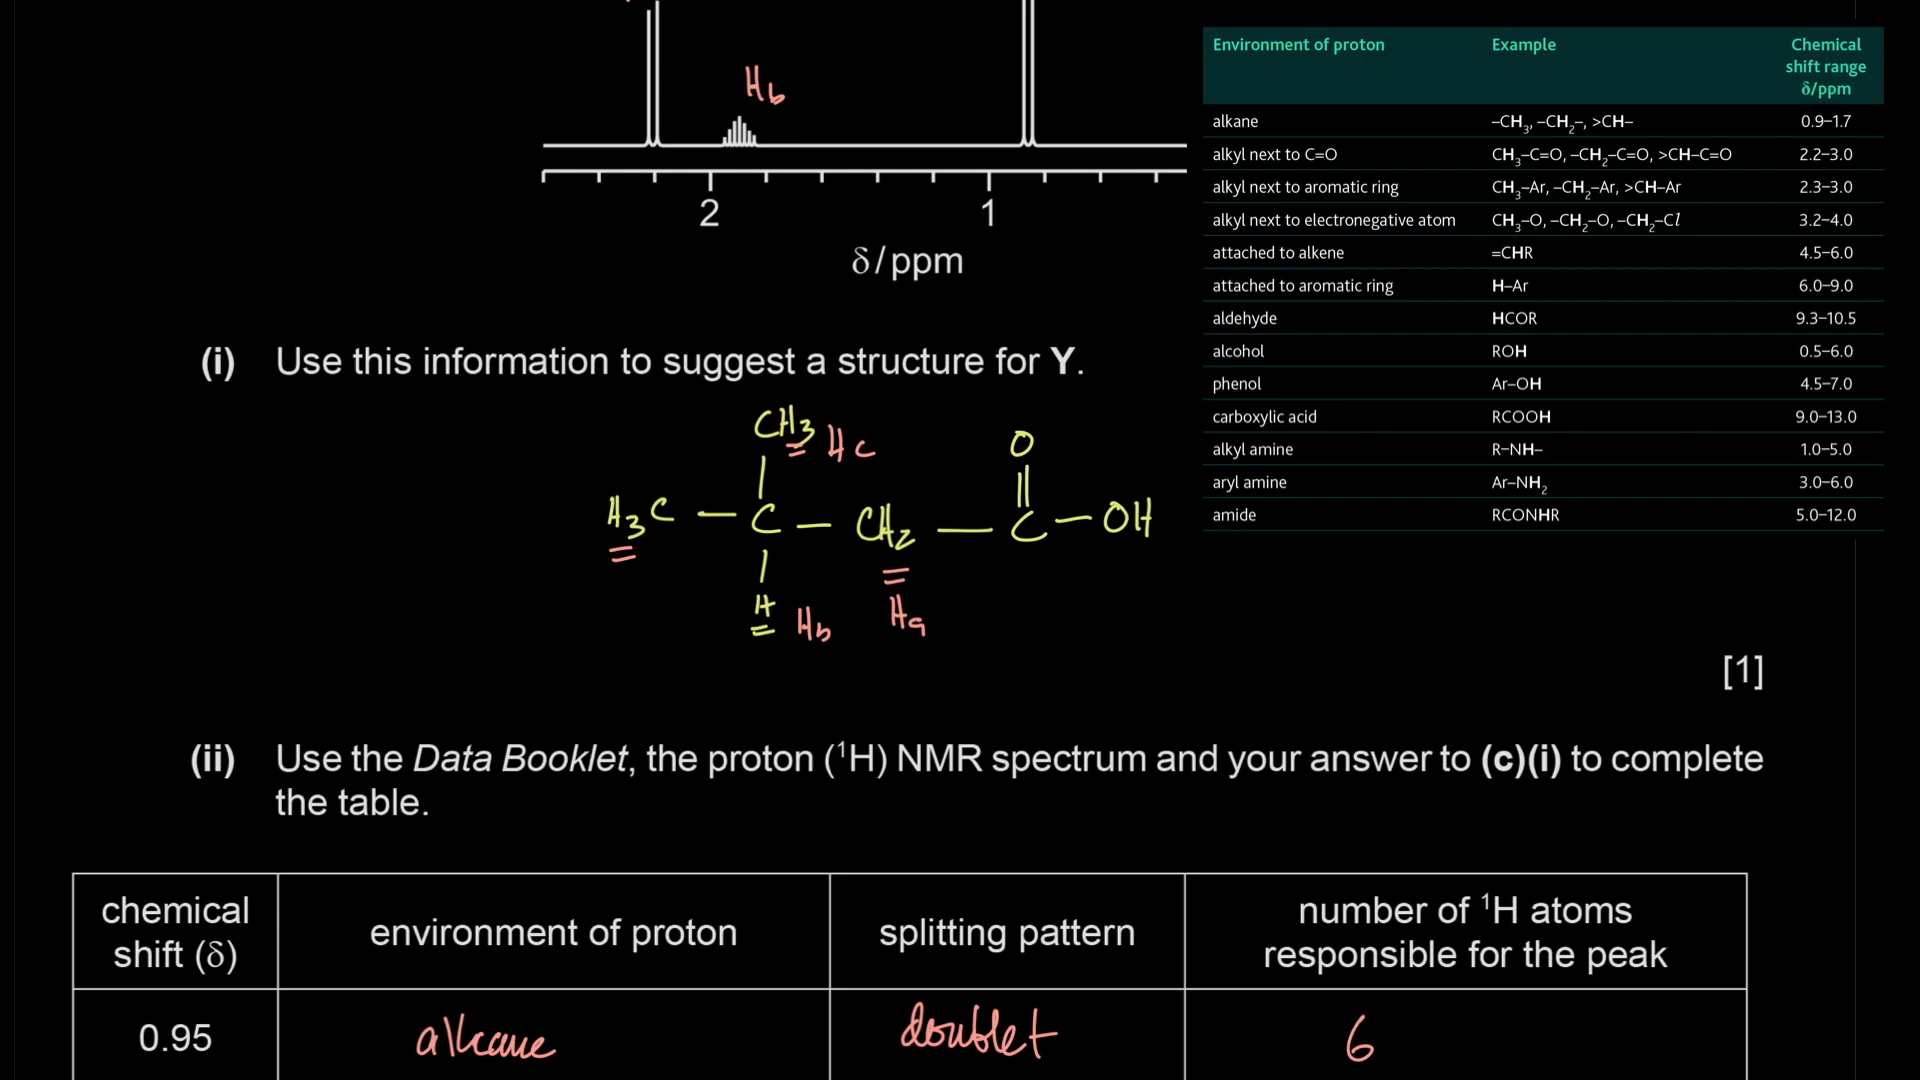 Hb
2 1
δ/ppm
Environment of proton Example Chemical shift range δ/ppm
alkane –CH₃, –CH₂–, >CH– 0.9–1.7
alkyl next to C=O CH₃–C=O, –CH₂–C=O, >CH–C=O 2.2–3.0
alkyl next to aromatic ring CH₃–Ar, –CH₂–Ar, >CH–Ar 2.3–3.0
alkyl next to electronegative atom CH₃–O, –CH₂–O, –CH₂–Cl 3.2–4.0
attached to alkene =CHR 4.5–6.0
attached to aromatic ring H–Ar 6.0–9.0
aldehyde HCOR 9.3–10.5
alcohol ROH 0.5–6.0
phenol Ar–OH 4.5–7.0
carboxylic acid RCOOH 9.0–13.0
alkyl amine R–NH– 1.0–5.0
aryl amine Ar–NH₂ 3.0–6.0
amide RCONHR 5.0–12.0
(i) Use this information to suggest a structure for Y.
CH₃ Hc O
H₃C — C — CH₂ — C — OH
H Hb Ha
[1]
(ii) Use the Data Booklet, the proton (¹H) NMR spectrum and your answer to (c)(i) to complete
the table.
chemical shift (δ) environment of proton splitting pattern number of ¹H atoms responsible for the peak
0.95 alkane doublet 6